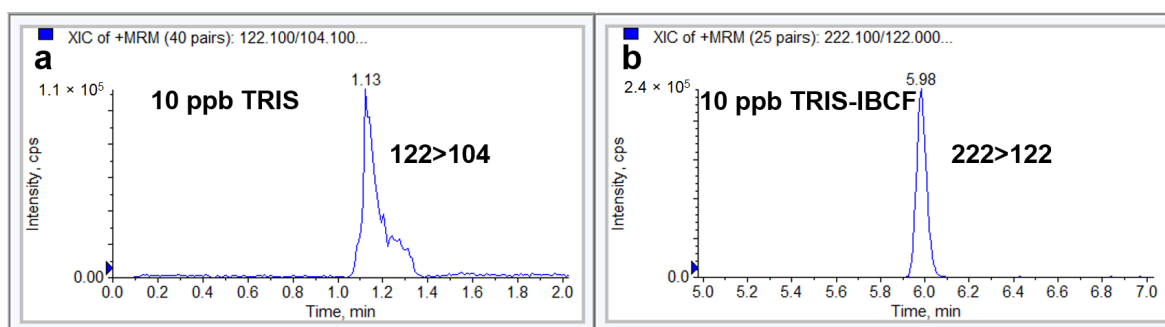 XIC of +MRM (40 pairs): 122.100/104.100...
a
1.13
1.1 × 10⁵
10 ppb TRIS
122>104
Intensity, cps
0.00
0.0 0.2 0.4 0.6 0.8 1.0 1.2 1.4 1.6 1.8 2.0
Time, min
XIC of +MRM (25 pairs): 222.100/122.000...
b
5.98
2.4 × 10⁵
10 ppb TRIS-IBCF
222>122
Intensity, cps
0.0
5.0 5.2 5.4 5.6 5.8 6.0 6.2 6.4 6.6 6.8 7.0
Time, min